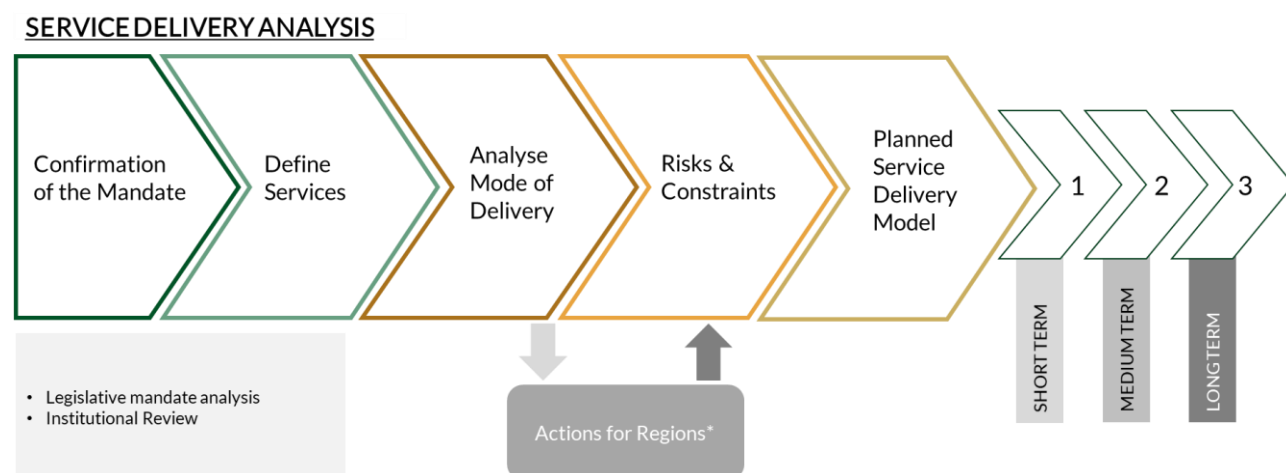 SERVICE DELIVERY ANALYSIS
Confirmation
of the Mandate
Define
Services
Analyse
Mode of
Delivery
Risks &
Constraints
Planned
Service
Delivery
Model
1
2
3
SHORT TERM
MEDIUM TERM
LONG TERM
• Legislative mandate analysis
• Institutional Review
Actions for Regions*